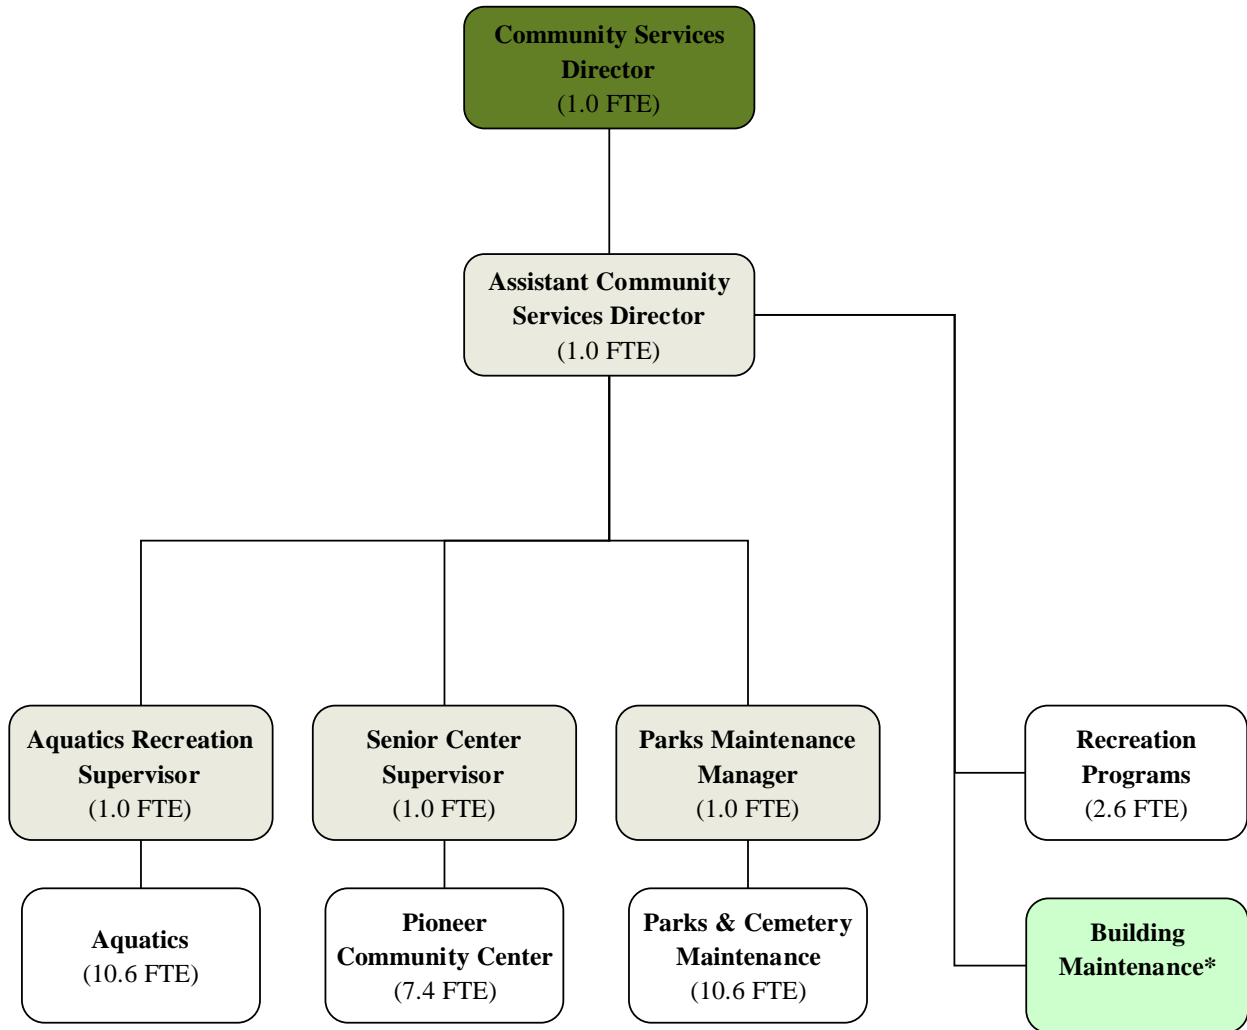 Community Services
Director
(1.0 FTE)
Assistant Community
Services Director
(1.0 FTE)
Aquatics Recreation
Supervisor
(1.0 FTE)
Senior Center
Supervisor
(1.0 FTE)
Parks Maintenance
Manager
(1.0 FTE)
Recreation
Programs
(2.6 FTE)
Aquatics
(10.6 FTE)
Pioneer
Community Center
(7.4 FTE)
Parks & Cemetery
Maintenance
(10.6 FTE)
Building
Maintenance*